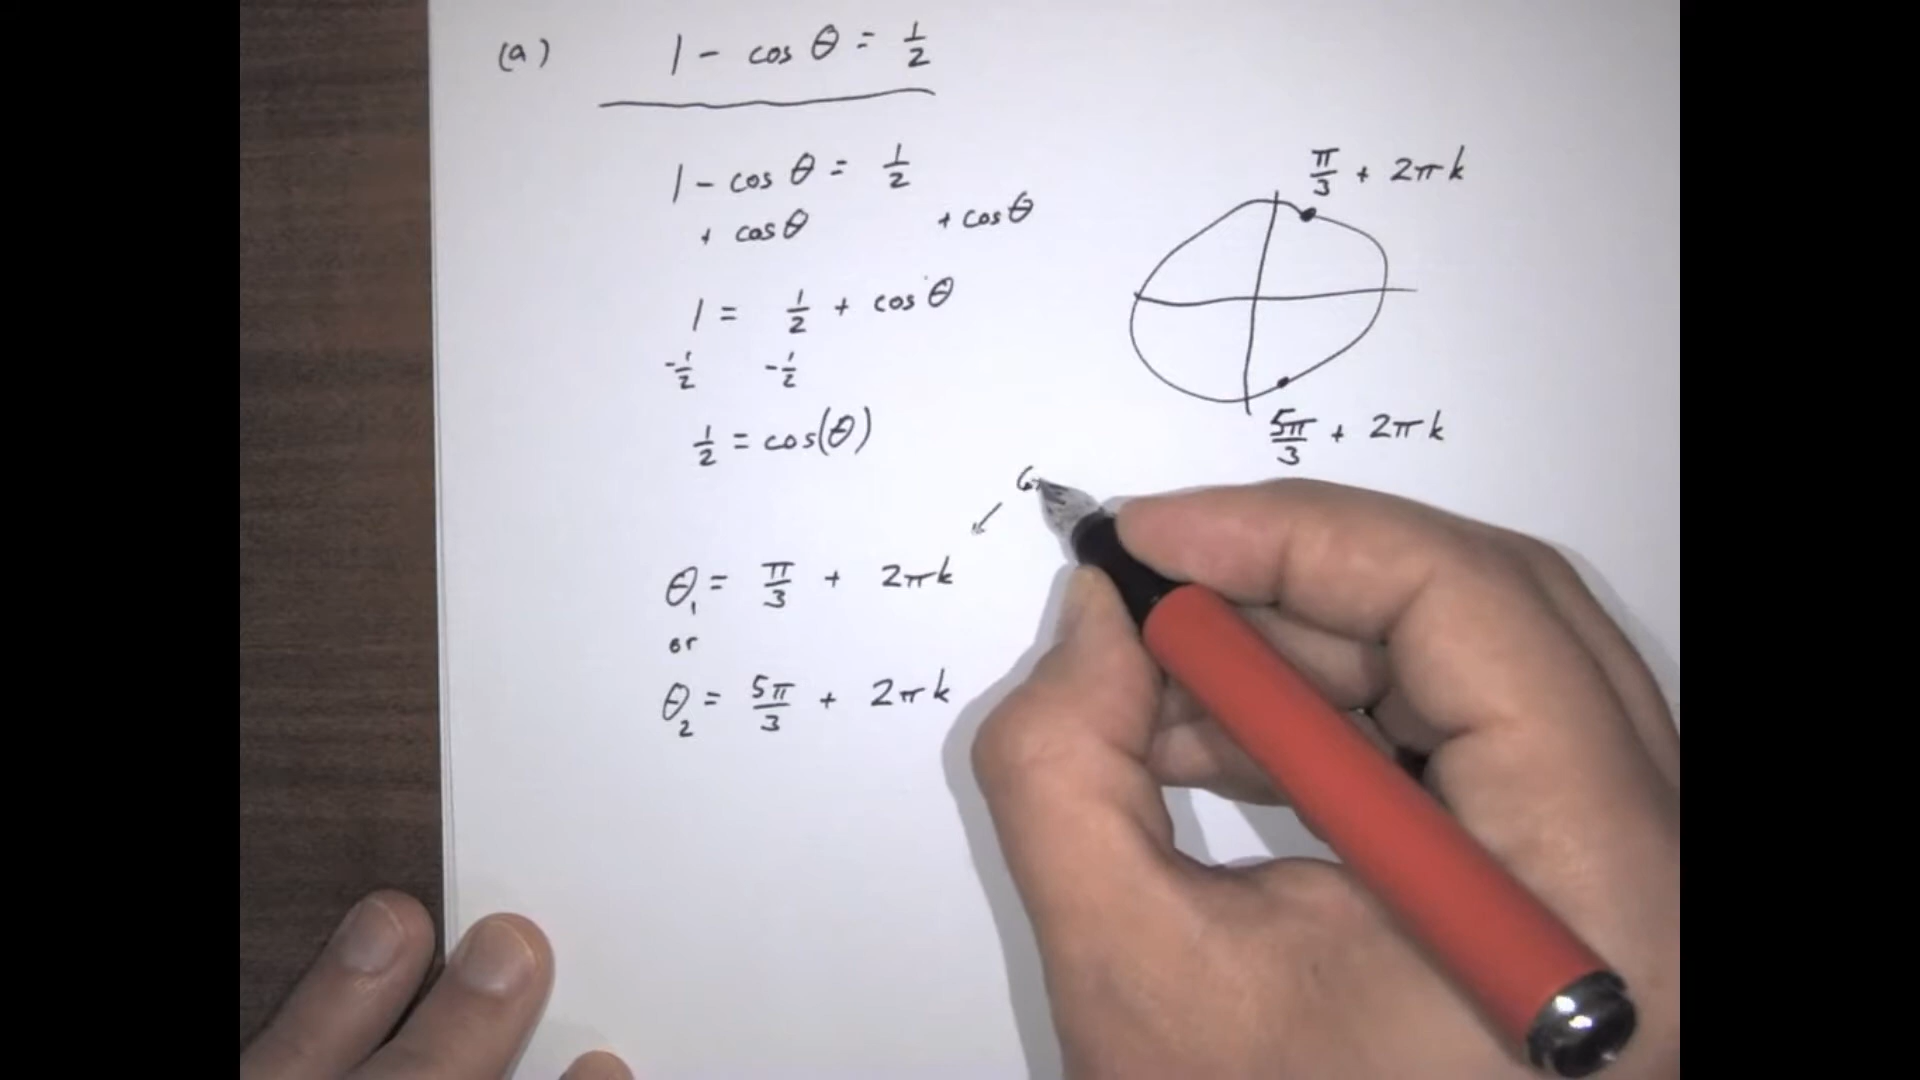 (a) 1 - cos θ = 1/2
1 - cos θ = 1/2
+ cos θ + cos θ
1 = 1/2 + cos θ
-1/2 -1/2
1/2 = cos(θ)
θ₁ = π/3 + 2πk
or
θ₂ = 5π/3 + 2πk
π/3 + 2πk
5π/3 + 2πk